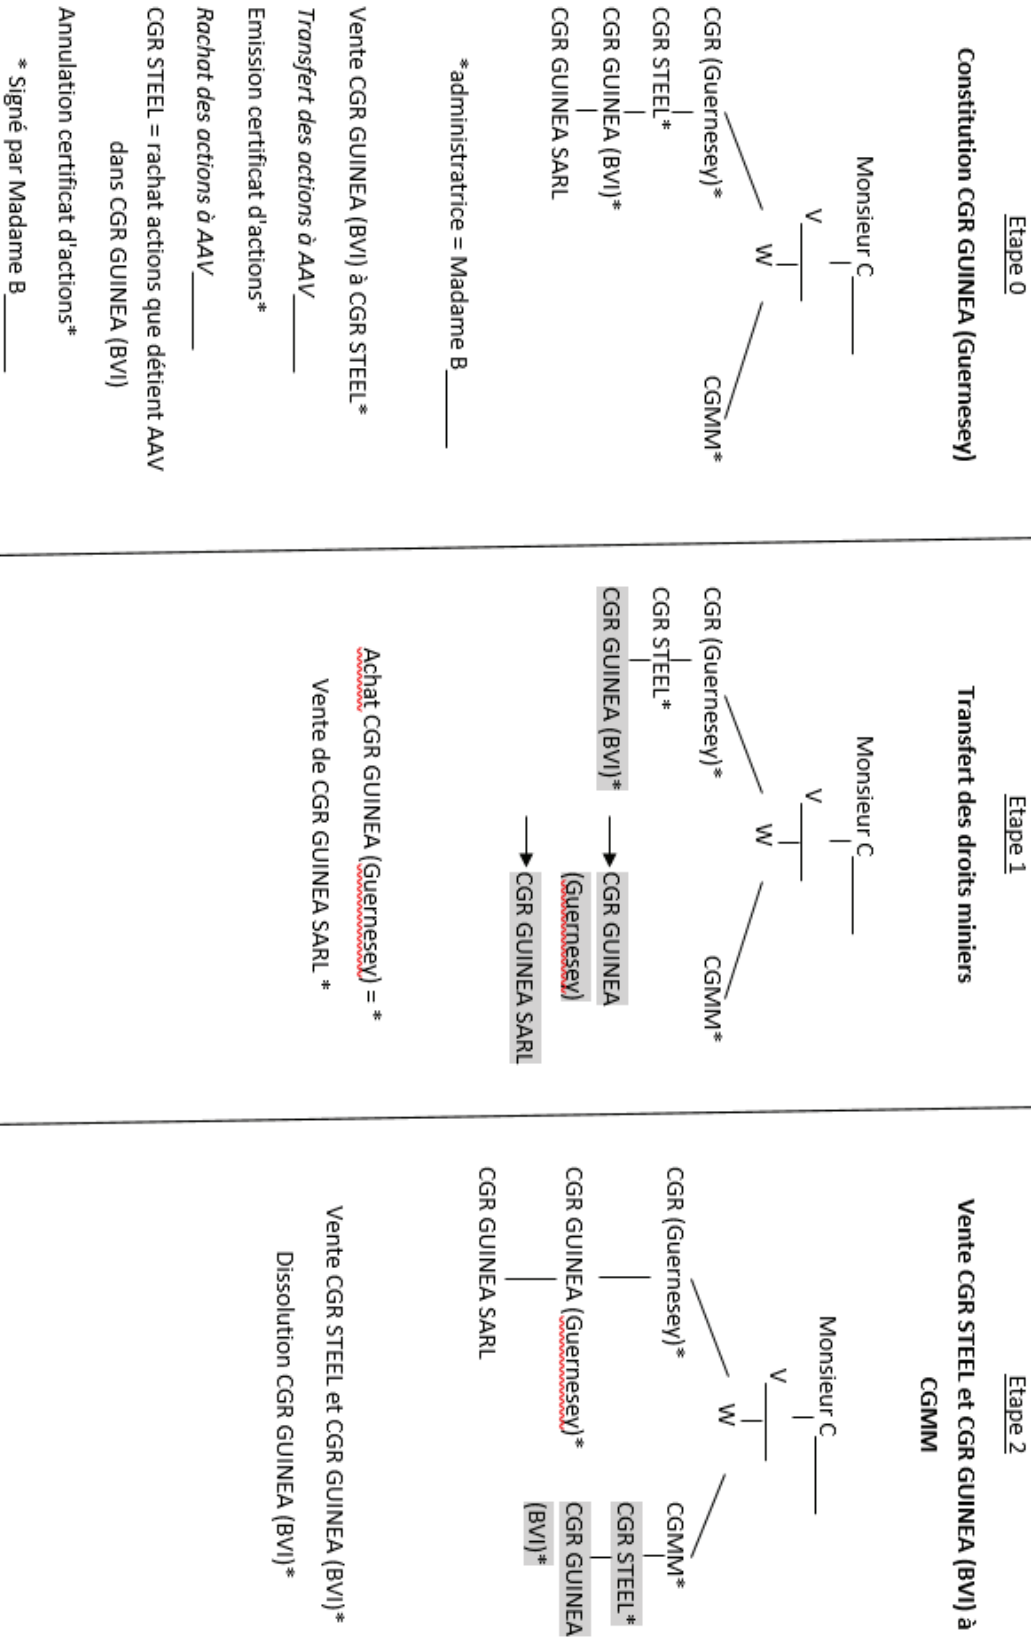 Etape 0
Constitution CGR GUINEA (Guernesey)
Monsieur C
V
W
CGR (Guernesey)*
CGMM*
CGR STEEL*
CGR GUINEA (BVI)*
CGR GUINEA SARL
*administratrice = Madame B
Vente CGR GUINEA (BVI) à CGR STEEL*
Transfert des actions à AAV
Emission certificat d'actions*
Rachat des actions à AAV
CGR STEEL = rachat actions que détient AAV
dans CGR GUINEA (BVI)
Annulation certificat d'actions*
* Signé par Madame B
Etape 1
Transfert des droits miniers
Monsieur C
V
W
CGR (Guernesey)*
CGMM*
CGR STEEL*
CGR GUINEA (BVI)*
CGR GUINEA
(Guernesey)
CGR GUINEA SARL
Achat CGR GUINEA (Guernesey) = *
Vente de CGR GUINEA SARL *
Etape 2
Vente CGR STEEL et CGR GUINEA (BVI) à
CGMM
Monsieur C
V
W
CGR (Guernesey)*
CGMM*
CGR STEEL*
CGR GUINEA (Guernesey)*
CGR GUINEA
(BVI)*
CGR GUINEA SARL
Vente CGR STEEL et CGR GUINEA (BVI)*
Dissolution CGR GUINEA (BVI)*